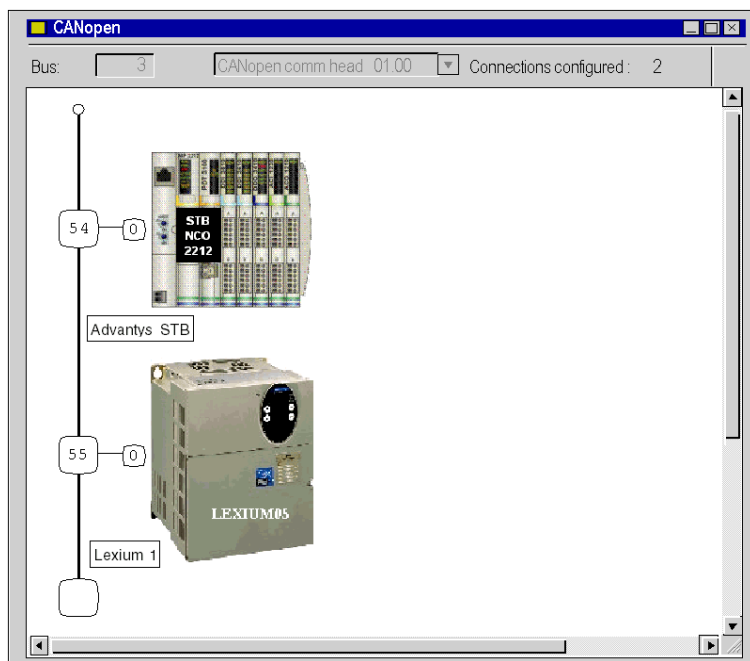 CANopen
Bus: 3 CANopen comm head 01.00 Connections configured : 2
54 0
STB
NCO
2212
Advantys STB
55 0
LEXIUM05
Lexium 1